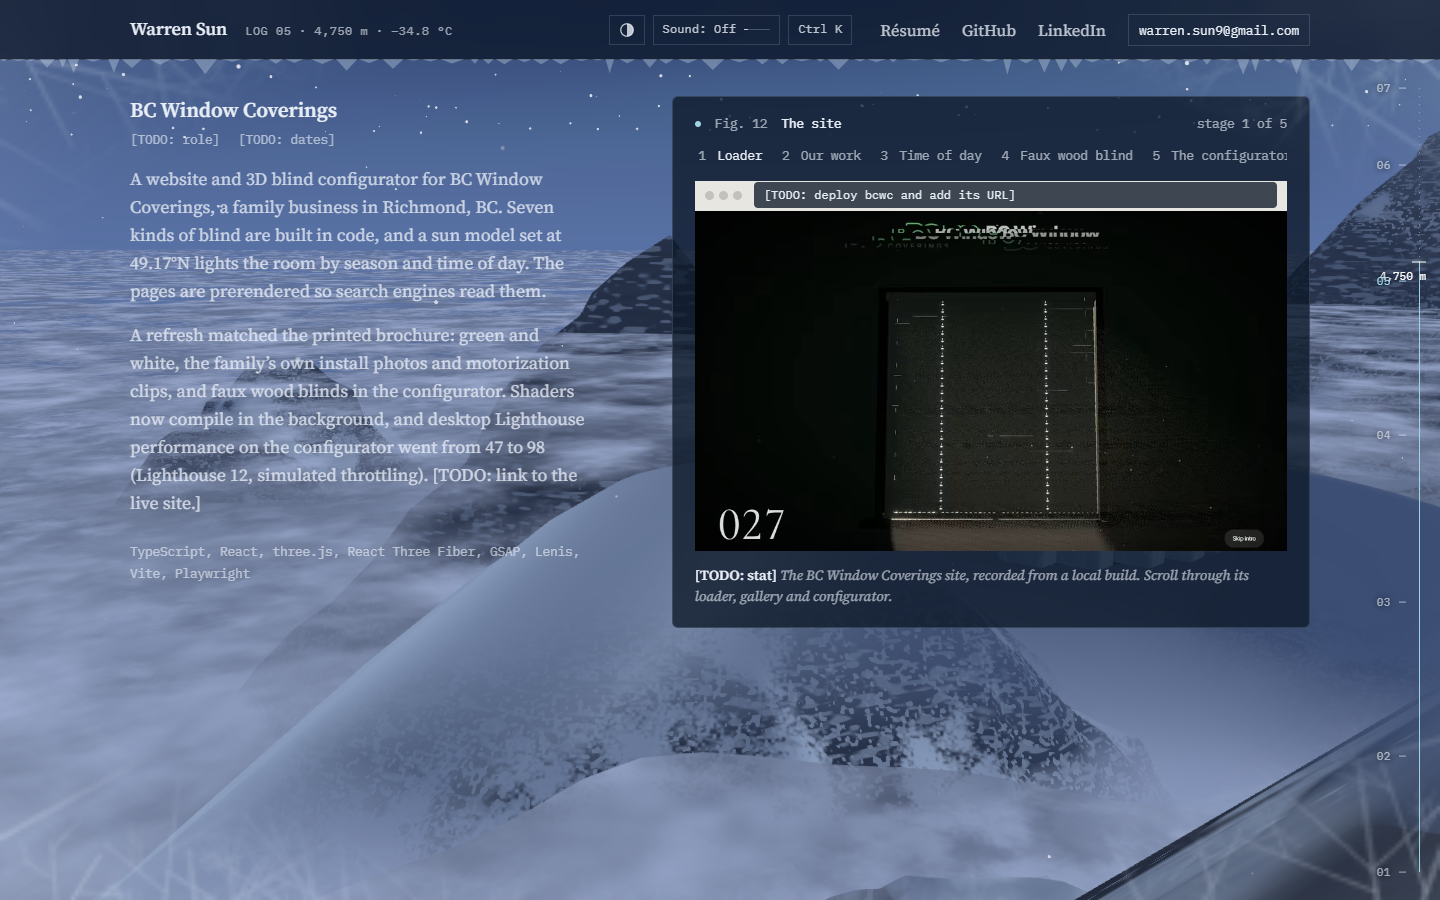 Warren Sun LOG 05 · 4,750 m · −34.8 °C Sound: Off Ctrl K Résumé GitHub LinkedIn warren.sun9@gmail.com
BC Window Coverings
[TODO: role] [TODO: dates]
A website and 3D blind configurator for BC Window
Coverings, a family business in Richmond, BC. Seven
kinds of blind are built in code, and a sun model set at
49.17°N lights the room by season and time of day. The
pages are prerendered so search engines read them.
A refresh matched the printed brochure: green and
white, the family’s own install photos and motorization
clips, and faux wood blinds in the configurator. Shaders
now compile in the background, and desktop Lighthouse
performance on the configurator went from 47 to 98
(Lighthouse 12, simulated throttling). [TODO: link to the
live site.]
TypeScript, React, three.js, React Three Fiber, GSAP, Lenis,
Vite, Playwright
Fig. 12 The site stage 1 of 5
1 Loader 2 Our work 3 Time of day 4 Faux wood blind 5 The configurator
[TODO: deploy bcwc and add its URL]
027
Skip intro
[TODO: stat] The BC Window Coverings site, recorded from a local build. Scroll through its
loader, gallery and configurator.
07
06
4,750 m
05
04
03
02
01